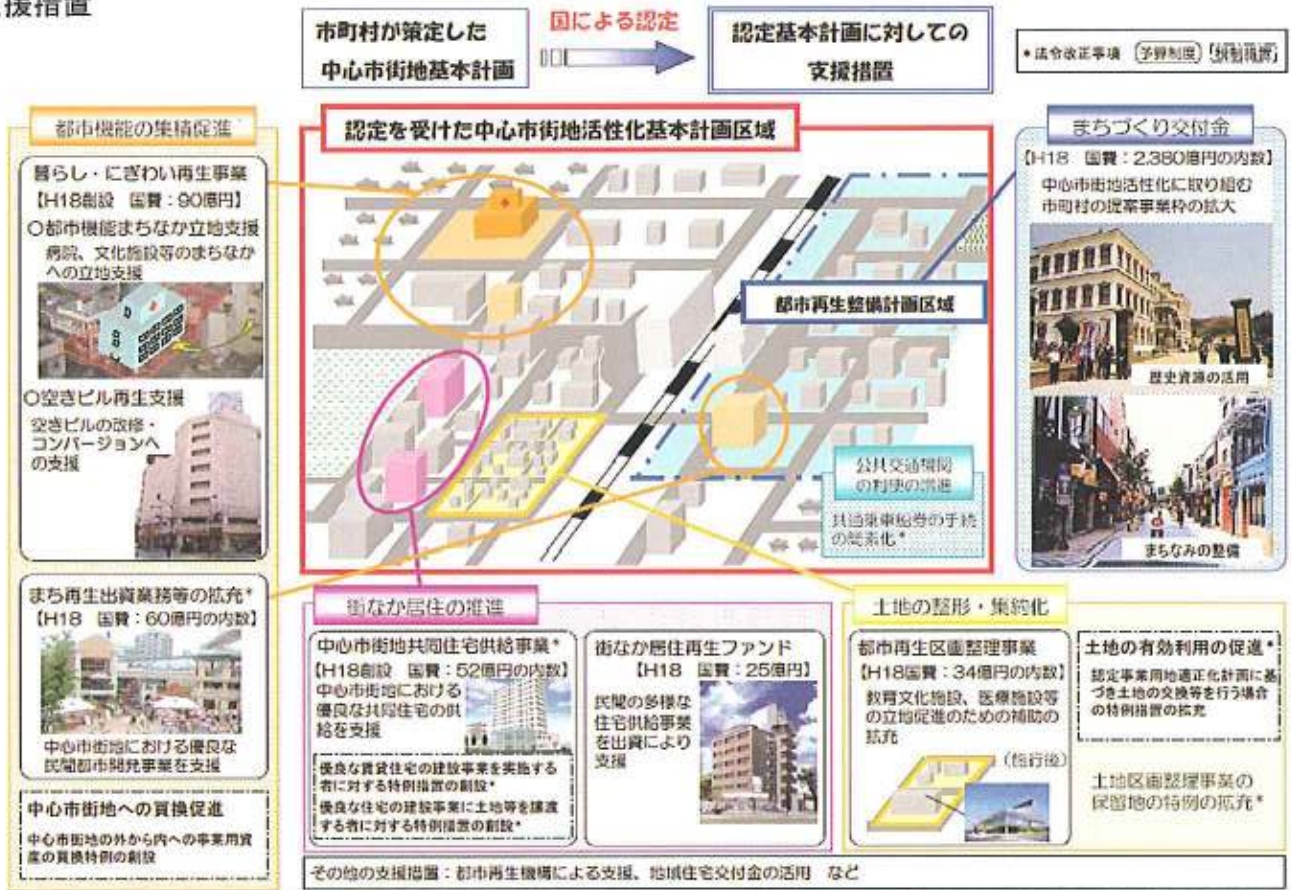 援措置
市町村が策定した
中心市街地基本計画
国による認定
認定基本計画に対しての
支援措置
*法令改正事項 予算制度 税制措置
都市機能の集積促進
暮らし・にぎわい再生事業
【H18創設 国費：90億円】
○都市機能まちなか立地支援
病院、文化施設等のまちなか
への立地支援
○空きビル再生支援
空きビルの改修・
コンバージョンへ
の支援
まち再生出資業務等の拡充*
【H18 国費：60億円の内数】
中心市街地における優良な
民間都市開発事業を支援
中心市街地への買換促進
中心市街地の外から内への事業用資
産の買換特例の創設
認定を受けた中心市街地活性化基本計画区域
都市再生整備計画区域
公共交通機関
の利便の増進
共通乗車船券の手続
の簡素化*
まちづくり交付金
【H18 国費：2,380億円の内数】
中心市街地活性化に取り組む
市町村の提案事業枠の拡大
歴史資源の活用
まちなみの整備
街なか居住の推進
中心市街地共同住宅供給事業*
【H18創設 国費：52億円の内数】
中心市街地における
優良な共同住宅の供
給を支援
優良な賃貸住宅の建設事業を実施する
者に対する特例措置の創設*
優良な住宅の建設事業に土地等を譲渡
する者に対する特例措置の創設*
街なか居住再生ファンド
【H18 国費：25億円】
民間の多様な
住宅供給事業
を出資により
支援
土地の整形・集約化
都市再生区画整理事業
【H18国費：34億円の内数】
教育文化施設、医療施設等
の立地促進のための補助の
拡充
（施行後）
土地の有効利用の促進*
認定事業用地適正化計画に基
づき土地の交換等を行う場合
の特例措置の拡充
土地区画整理事業の
保留地の特例の拡充*
その他の支援措置：都市再生機構による支援、地域住宅交付金の活用 など